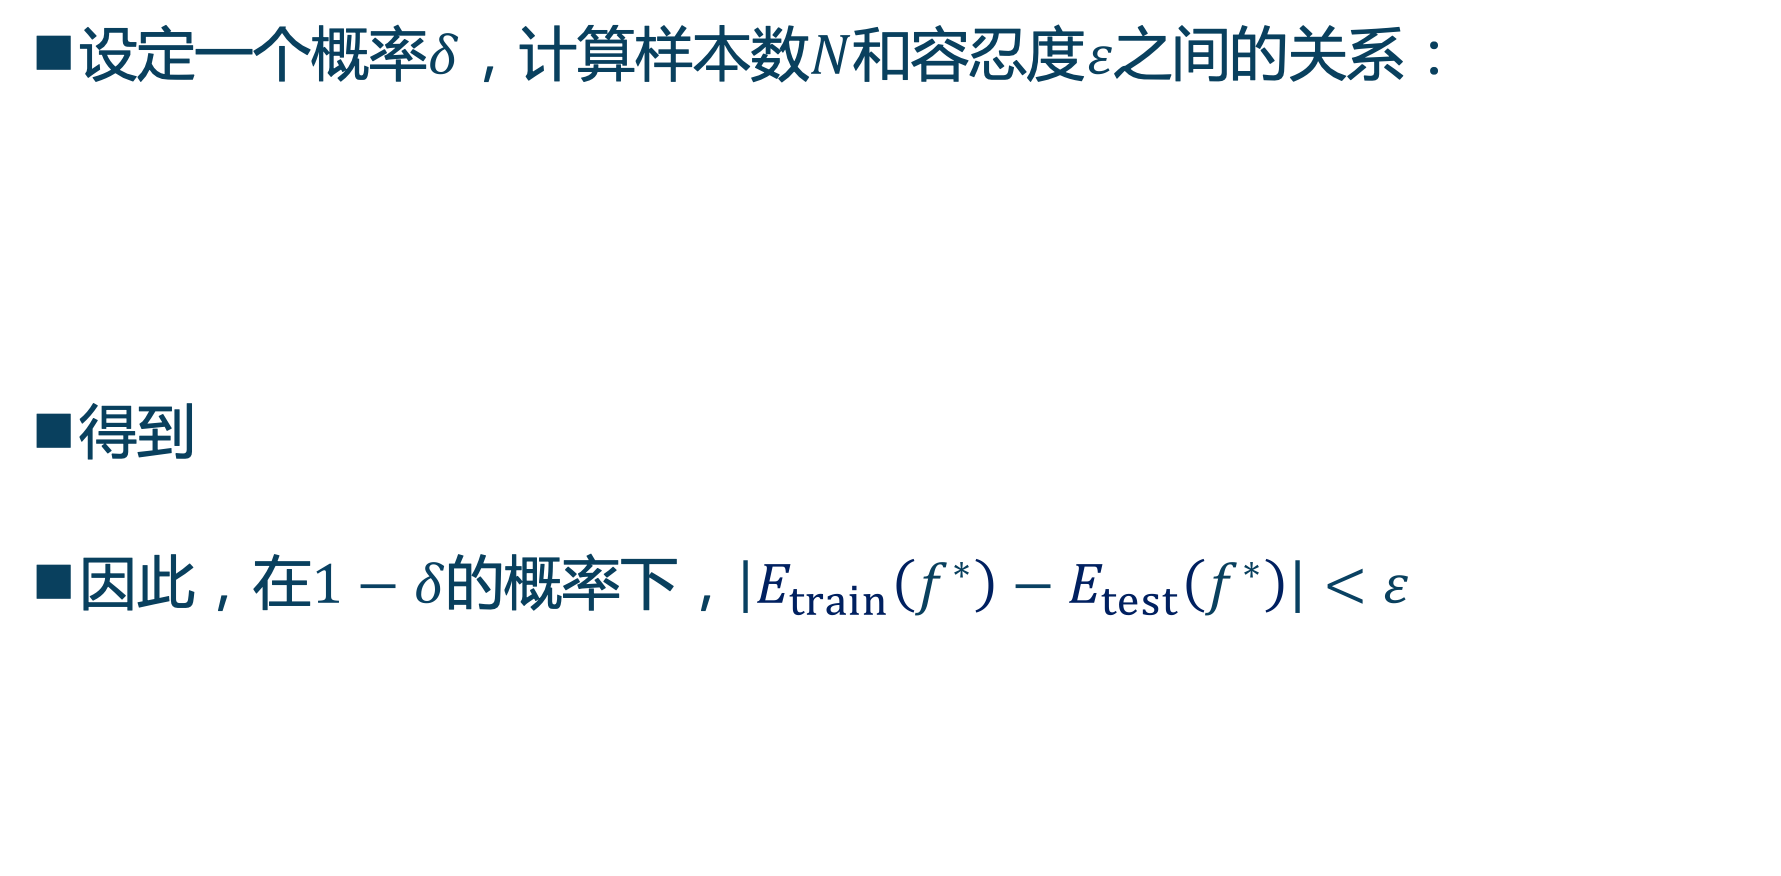 ■设定一个概率δ，计算样本数N和容忍度ε之间的关系：
■得到
■因此，在1 − δ的概率下，|E_train(f*) − E_test(f*)| < ε